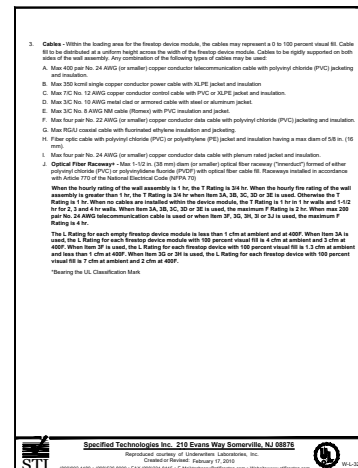 3. Cables - Within the loading area for the firestop device module, the cables may represent a 0 to 100 percent visual fill. Cable
fill to be distributed at a uniform height across the width of the firestop device module. Cables to be rigidly supported on both
sides of the wall assembly. Any combination of the following types of cables may be used:
A. Max 400 pair No. 24 AWG (or smaller) copper conductor telecommunication cable with polyvinyl chloride (PVC) jacketing
and insulation.
B. Max 350 kcmil single copper conductor power cable with XLPE jacket and insulation
C. Max 7/C No. 12 AWG copper conductor control cable with PVC or XLPE jacket and insulation.
D. Max 3/C No. 10 AWG metal clad or armored cable with steel or aluminum jacket.
E. Max 3/C No. 8 AWG NM cable (Romex) with PVC insulation and jacket.
F. Max four pair No. 22 AWG (or smaller) copper conductor data cable with polyvinyl chloride (PVC) jacketing and insulation.
G. Max RG/U coaxial cable with fluorinated ethylene insulation and jacketing.
H. Fiber optic cable with polyvinyl chloride (PVC) or polyethylene (PE) jacket and insulation having a max diam of 5/8 in. (16
mm).
I. Max four pair No. 24 AWG (or smaller) copper conductor data cable with plenum rated jacket and insulation.
J. Optical Fiber Raceway+ - Max 1-1/2 in. (38 mm) diam (or smaller) optical fiber raceway ("innerduct") formed of either
polyvinyl chloride (PVC) or polyvinylidene fluoride (PVDF) with optical fiber cable fill. Raceways installed in accordance
with Article 770 of the National Electrical Code (NFPA 70)
When the hourly rating of the wall assembly is 1 hr, the T Rating is 3/4 hr. When the hourly fire rating of the wall
assembly is greater than 1 hr, the T Rating is 3/4 hr when Item 3A, 3B, 3C, 3D or 3E is used. Otherwise the T
Rating is 1 hr. When no cables are installed within the device module, the T Rating is 1 hr in 1 hr walls and 1-1/2
hr for 2, 3 and 4 hr walls. When Item 3A, 3B, 3C, 3D or 3E is used, the maximum F Rating is 2 hr. When max 200
pair No. 24 AWG telecommunication cable is used or when Item 3F, 3G, 3H, 3I or 3J is used, the maximum F
Rating is 4 hr.
The L Rating for each empty firestop device module is less than 1 cfm at ambient and at 400F. When Item 3A is
used, the L Rating for each firestop device module with 100 percent visual fill is 4 cfm at ambient and 3 cfm at
400F. When Item 3F is used, the L Rating for each firestop device with 100 percent visual fill is 1.3 cfm at ambient
and less than 1 cfm at 400F. When Item 3G or 3H is used, the L Rating for each firestop device with 100 percent
visual fill is 7 cfm at ambient and 2 cfm at 400F.
*Bearing the UL Classification Mark
Specified Technologies Inc. 210 Evans Way Somerville, NJ 08876
Reproduced courtesy of Underwriters Laboratories, Inc.
Created or Revised: February 17, 2010
STI
UL